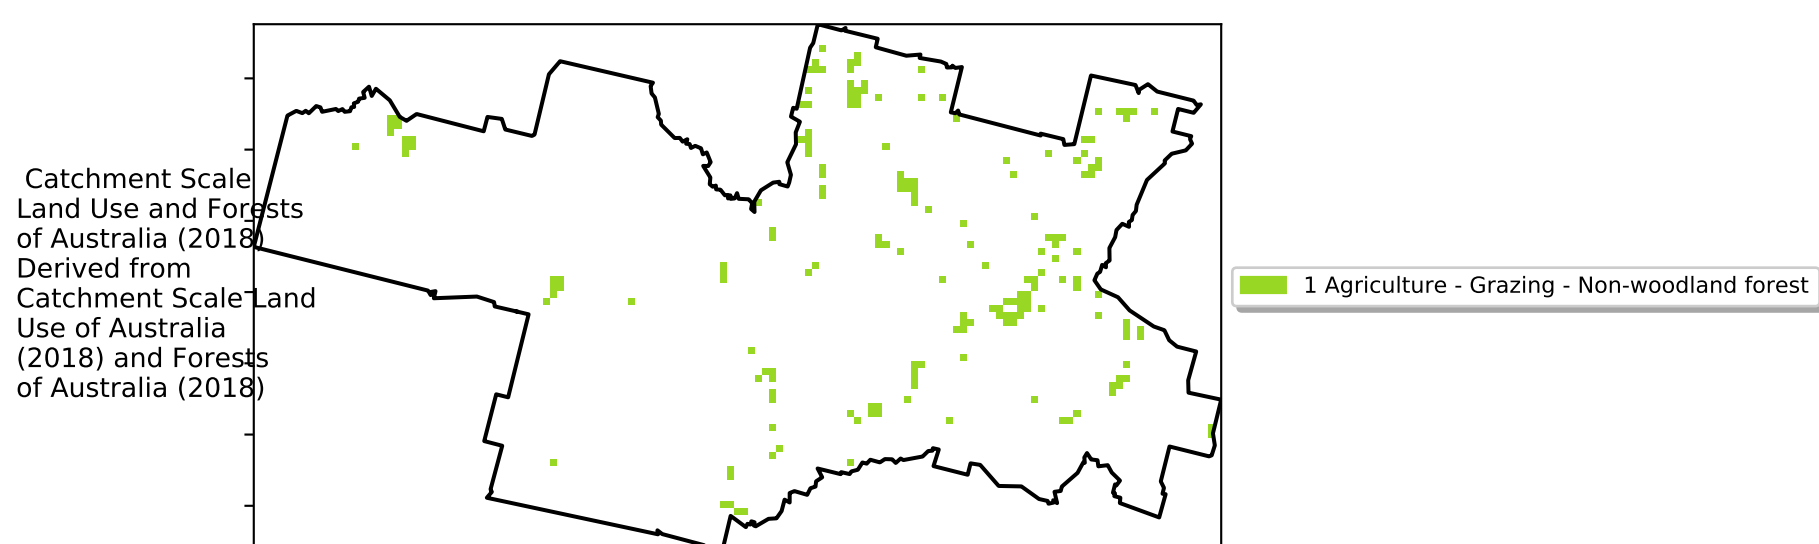 Catchment Scale
Land Use and Forests
of Australia (2018)
Derived from
Catchment Scale Land
Use of Australia
(2018) and Forests
of Australia (2018)
1 Agriculture - Grazing - Non-woodland forest